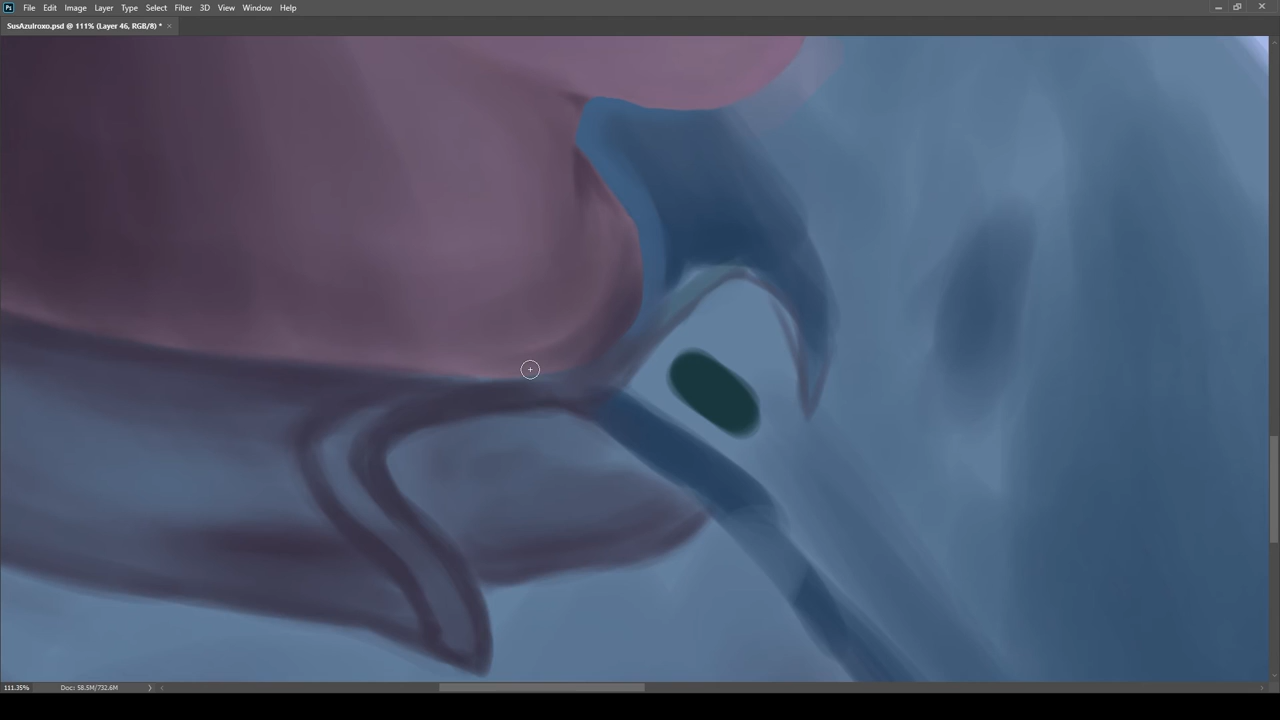 Ps File Edit Image Layer Type Select Filter 3D View Window Help
SusAzulroxo.psd @ 111% (Layer 46, RGB/8) *
111.35% Doc: 58.5M/732.6M